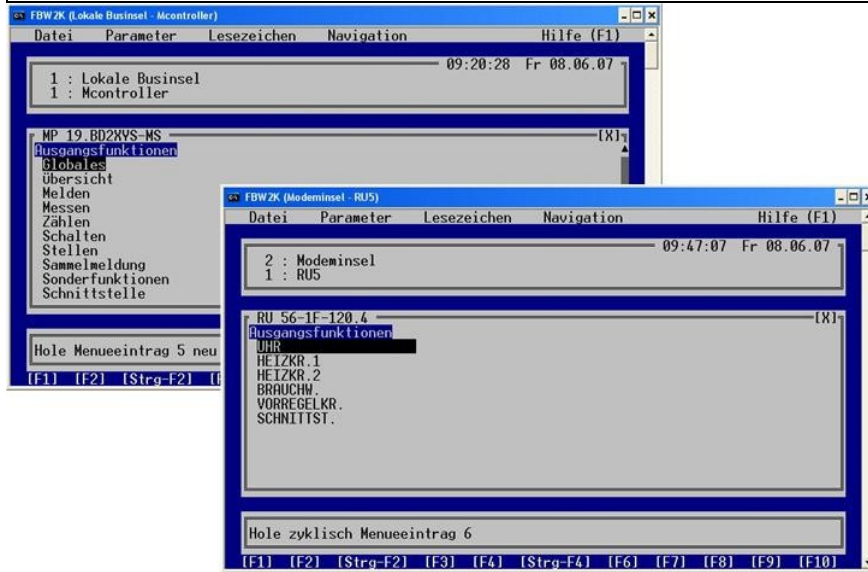 FBW2K (Lokale Businsel - Mcontroller)
Datei Parameter Lesezeichen Navigation Hilfe (F1)
09:20:28 Fr 08.06.07
1 : Lokale Businsel
1 : Mcontroller
MP 19.BD2XYS-MS [X]
Ausgangsfunktionen
Globales
übersicht
Melden
Messen
Zählen
Schalten
Stellen
Sammelmeldung
Sonderfunktionen
Schnittstelle
Hole Menueeintrag 5 neu
[F1] [F2] [Strg-F2]
FBW2K (Modeminsel - RU5)
Datei Parameter Lesezeichen Navigation Hilfe (F1)
09:47:07 Fr 08.06.07
2 : Modeminsel
1 : RU5
RU 56-1F-120.4 [X]
Ausgangsfunktionen
UHR
HEIZKR.1
HEIZKR.2
BRAUCHW.
VORREGELKR.
SCHNITTST.
Hole zyklisch Menueeintrag 6
[F1] [F2] [Strg-F2] [F3] [F4] [Strg-F4] [F6] [F7] [F8] [F9] [F10]